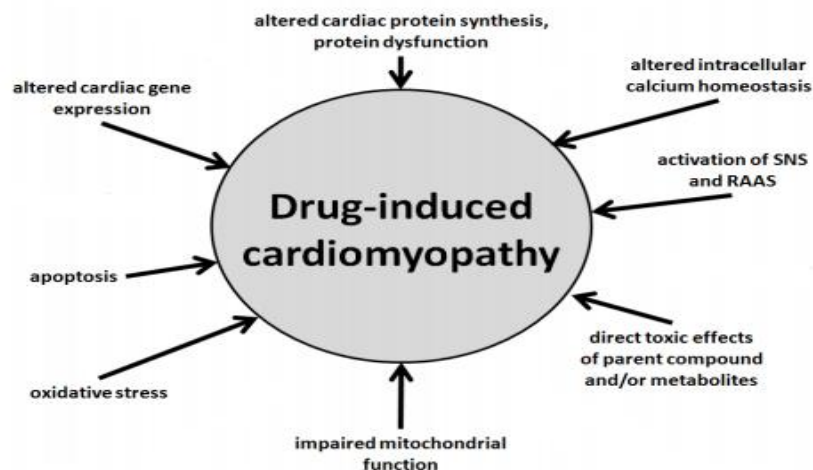 altered cardiac protein synthesis,
protein dysfunction
altered intracellular
calcium homeostasis
altered cardiac gene
expression
activation of SNS
and RAAS
Drug-induced
cardiomyopathy
apoptosis
direct toxic effects
of parent compound
and/or metabolites
oxidative stress
impaired mitochondrial
function